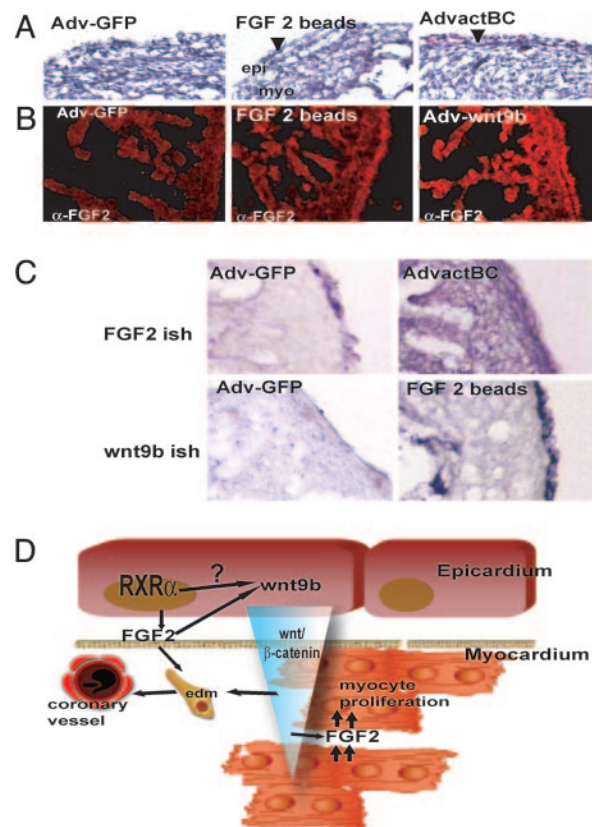 A
Adv-GFP FGF 2 beads AdvactBC
epi
myo
B
Adv-GFP FGF 2 beads Adv-wnt9b
α-FGF2 α-FGF2 α-FGF2
C
Adv-GFP AdvactBC
FGF2 ish
Adv-GFP FGF 2 beads
wnt9b ish
D
RXRα ? wnt9b Epicardium
FGF2
wnt/
β-catenin
Myocardium
edm
coronary
vessel
myocyte
proliferation
FGF2